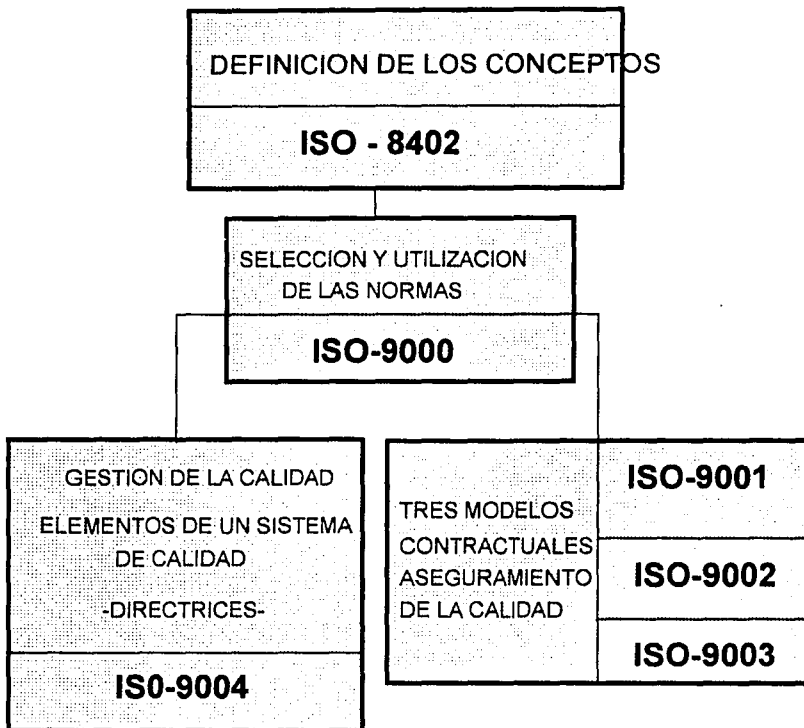 DEFINICION DE LOS CONCEPTOS
ISO - 8402
SELECCION Y UTILIZACION
DE LAS NORMAS
ISO-9000
GESTION DE LA CALIDAD
ELEMENTOS DE UN SISTEMA
DE CALIDAD
-DIRECTRICES-
IS0-9004
TRES MODELOS
CONTRACTUALES
ASEGURAMIENTO
DE LA CALIDAD
ISO-9001
ISO-9002
ISO-9003